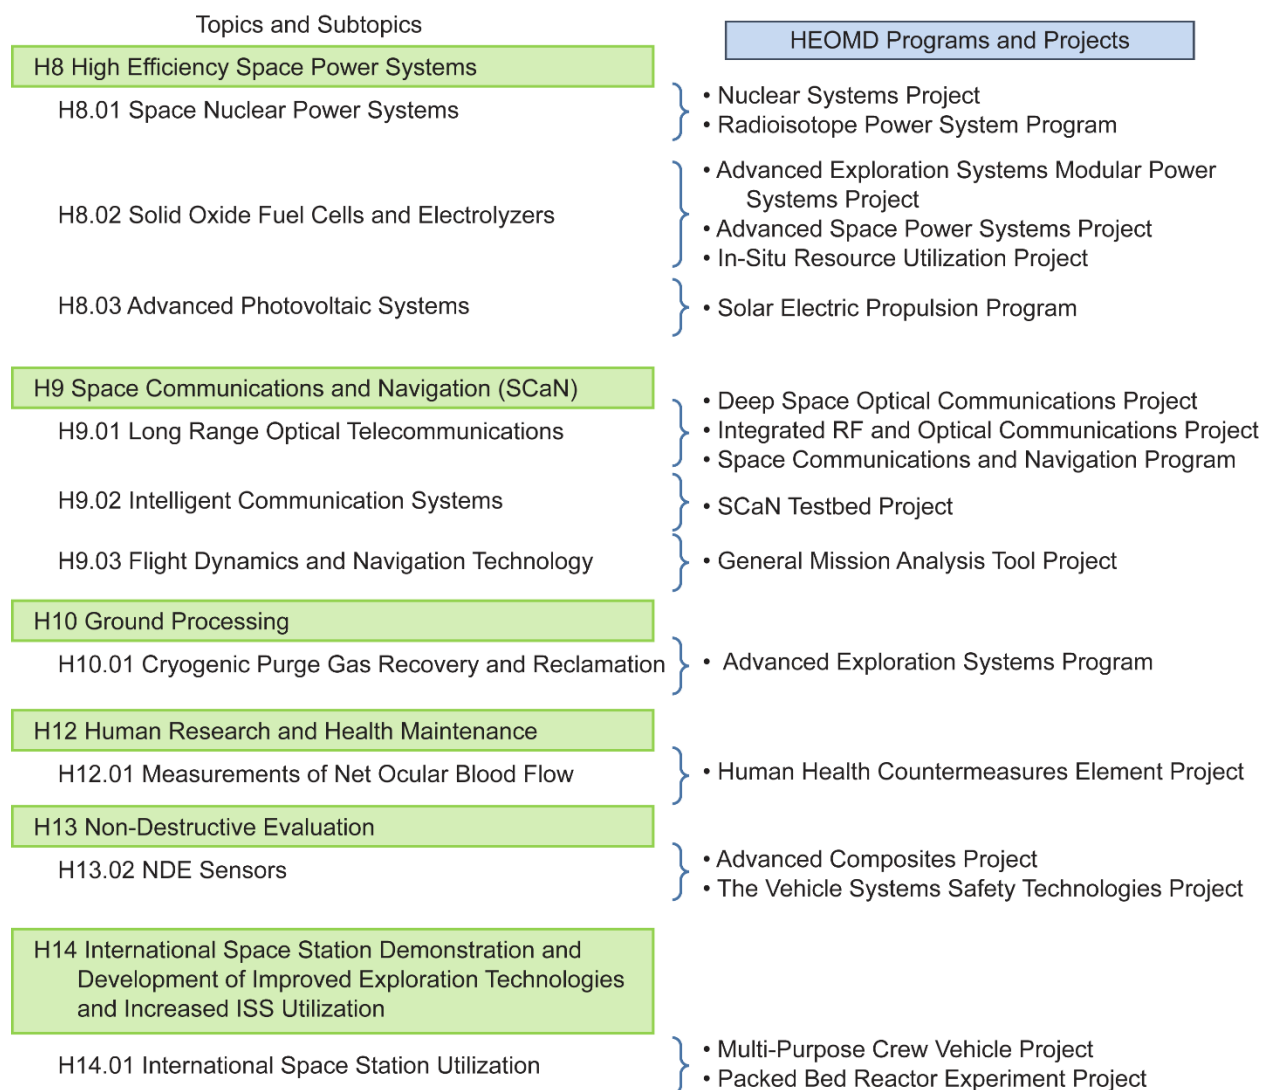 Topics and Subtopics
HEOMD Programs and Projects
H8 High Efficiency Space Power Systems
H8.01 Space Nuclear Power Systems
• Nuclear Systems Project
• Radioisotope Power System Program
H8.02 Solid Oxide Fuel Cells and Electrolyzers
• Advanced Exploration Systems Modular Power
Systems Project
• Advanced Space Power Systems Project
• In-Situ Resource Utilization Project
H8.03 Advanced Photovoltaic Systems
• Solar Electric Propulsion Program
H9 Space Communications and Navigation (SCaN)
H9.01 Long Range Optical Telecommunications
• Deep Space Optical Communications Project
• Integrated RF and Optical Communications Project
• Space Communications and Navigation Program
H9.02 Intelligent Communication Systems
• SCaN Testbed Project
H9.03 Flight Dynamics and Navigation Technology
• General Mission Analysis Tool Project
H10 Ground Processing
H10.01 Cryogenic Purge Gas Recovery and Reclamation
• Advanced Exploration Systems Program
H12 Human Research and Health Maintenance
H12.01 Measurements of Net Ocular Blood Flow
• Human Health Countermeasures Element Project
H13 Non-Destructive Evaluation
H13.02 NDE Sensors
• Advanced Composites Project
• The Vehicle Systems Safety Technologies Project
H14 International Space Station Demonstration and
Development of Improved Exploration Technologies
and Increased ISS Utilization
H14.01 International Space Station Utilization
• Multi-Purpose Crew Vehicle Project
• Packed Bed Reactor Experiment Project